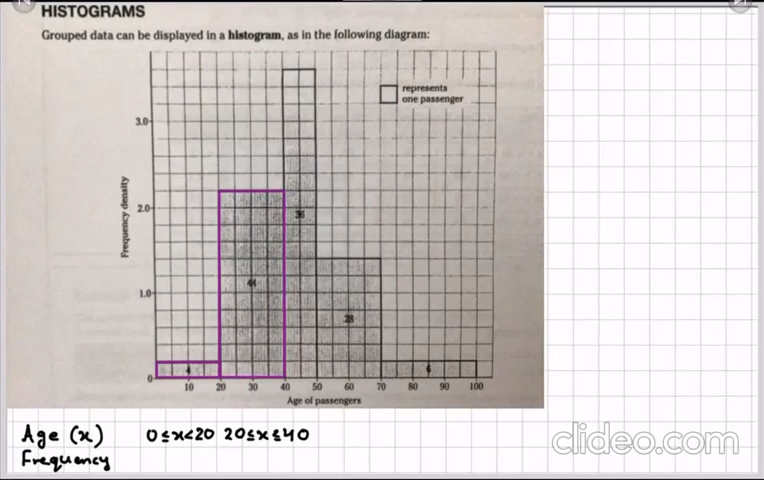 HISTOGRAMS
Grouped data can be displayed in a histogram, as in the following diagram:
represents
one passenger
Frequency density
3.0
2.0
1.0
0
36
44
28
4
6
10 20 30 40 50 60 70 80 90 100
Age of passengers
Age (x) 0≤x<20 20≤x≤40
Frequency
clideo.com